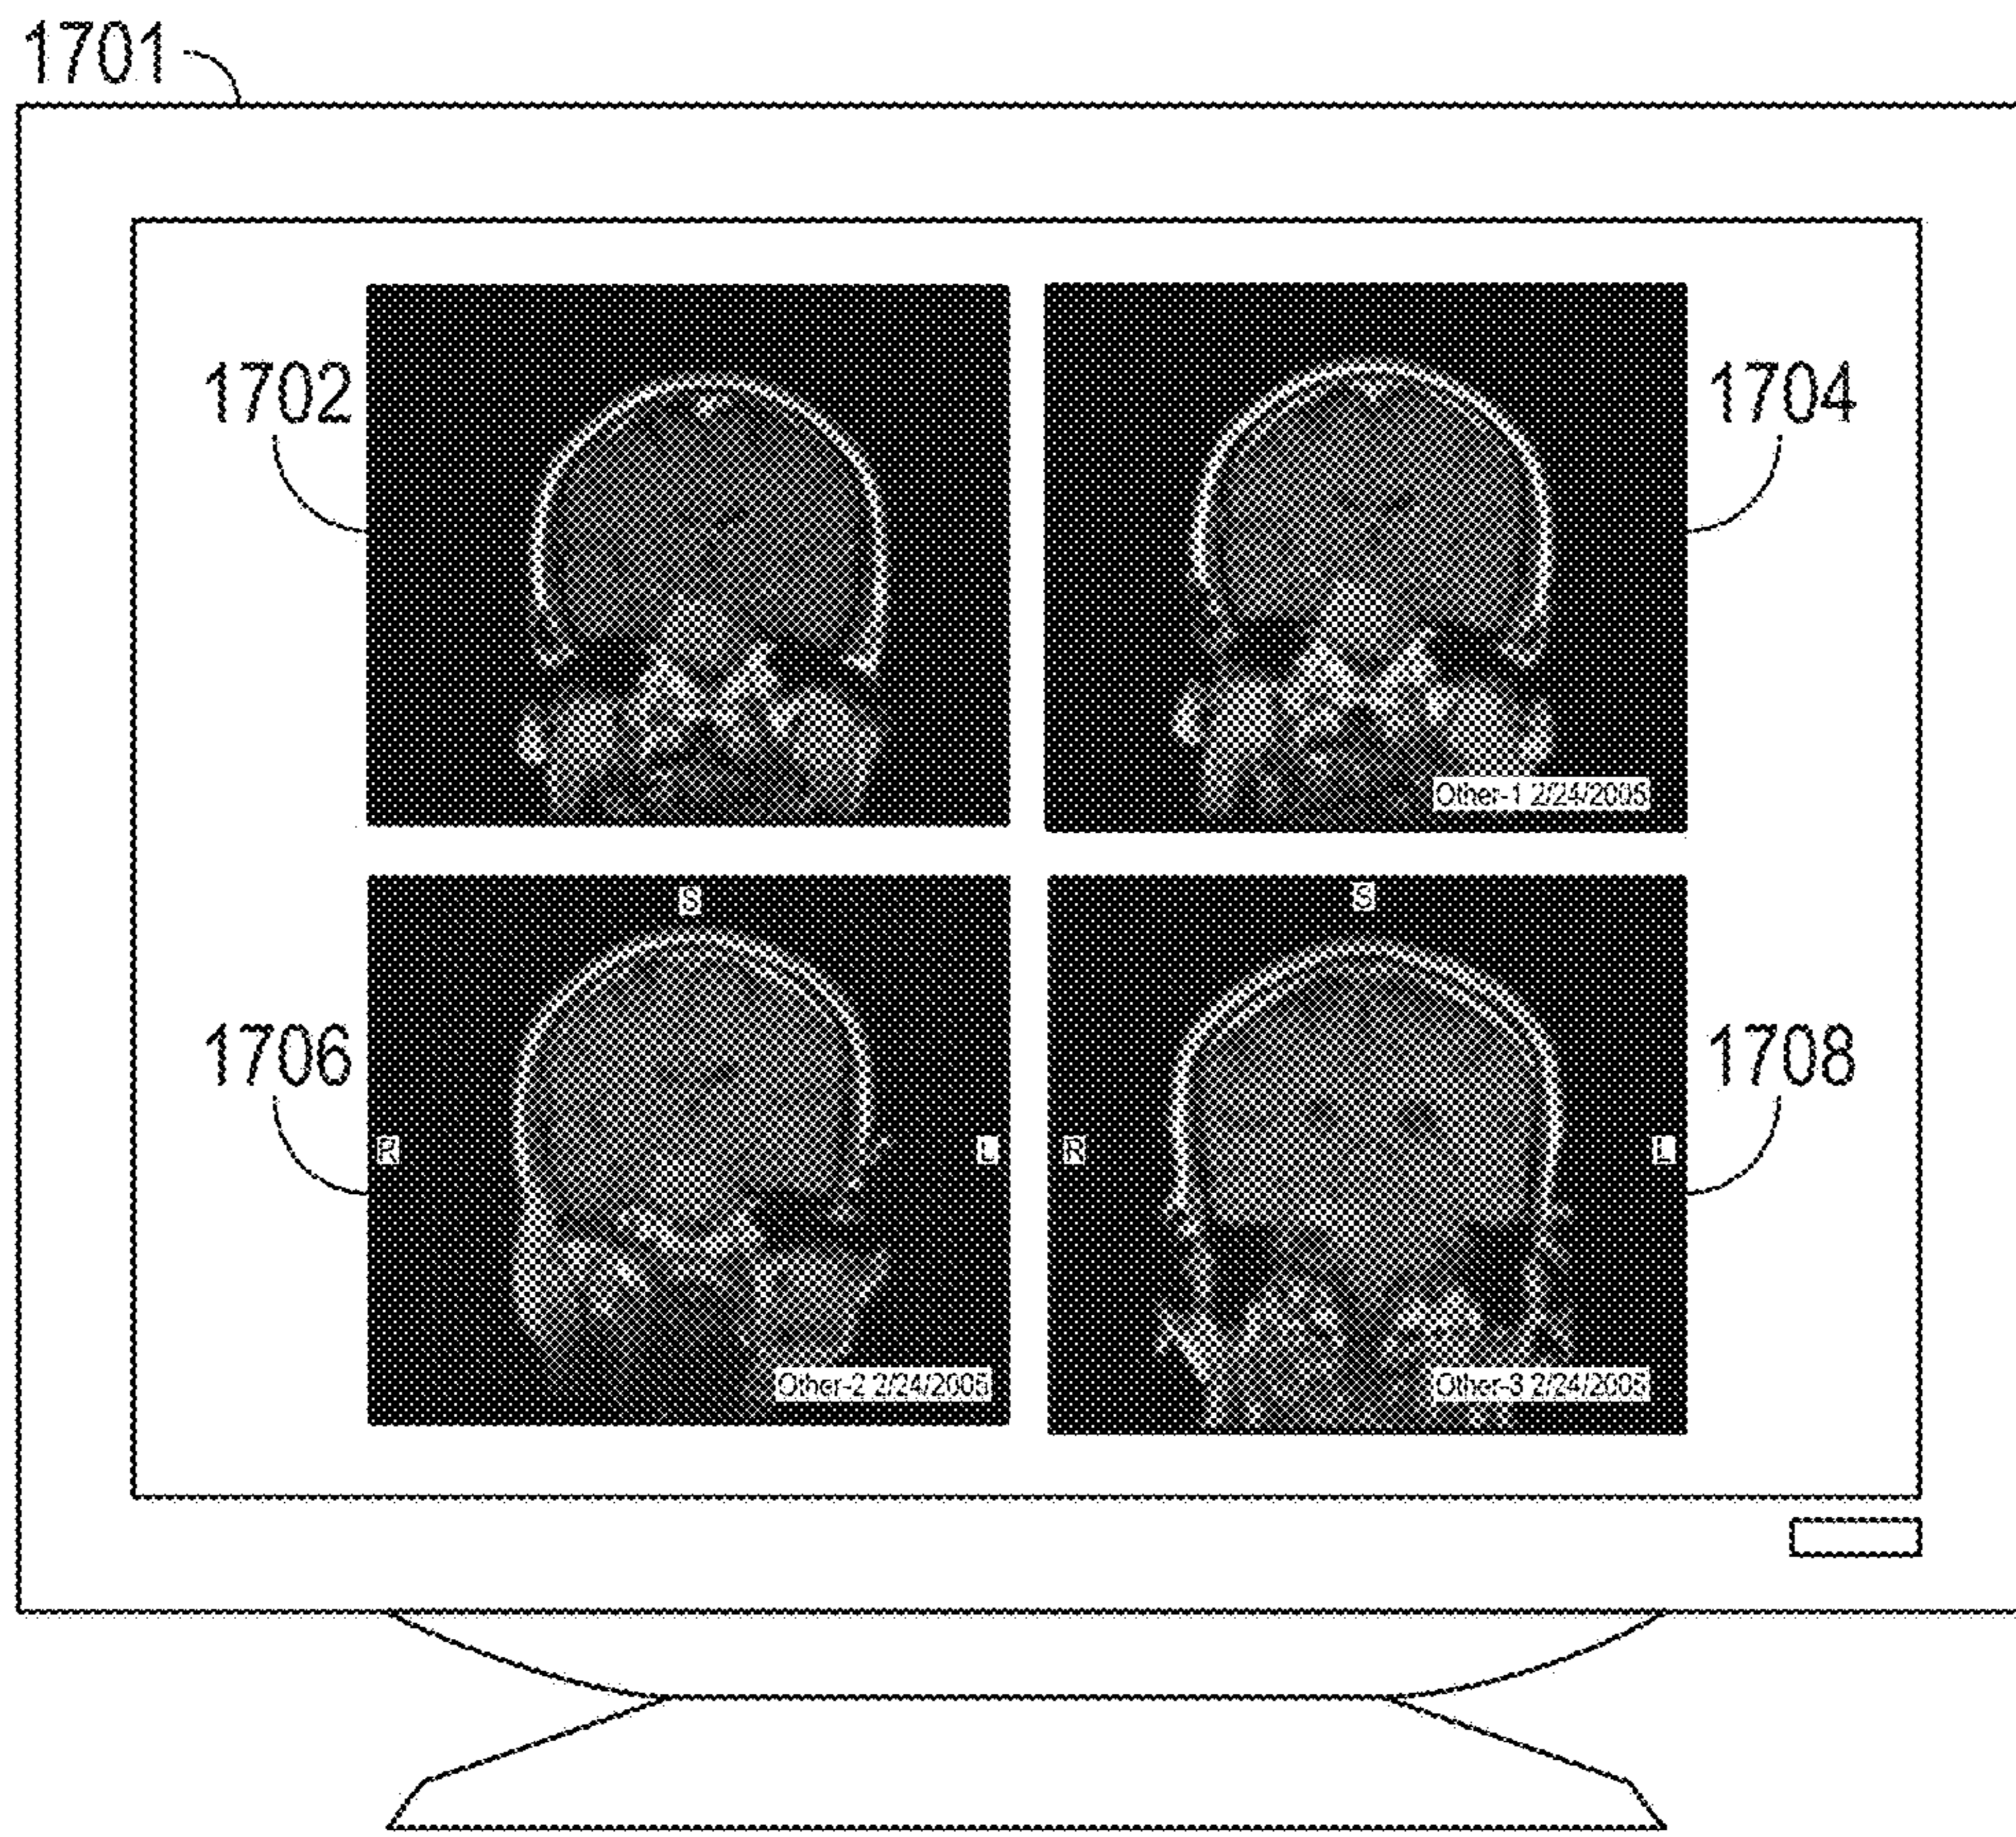 1701
1702
1704
Other-1 2/24/2005
1706
S
R
L
Other-2 2/24/2005
1708
S
R
L
Other-3 2/24/2005